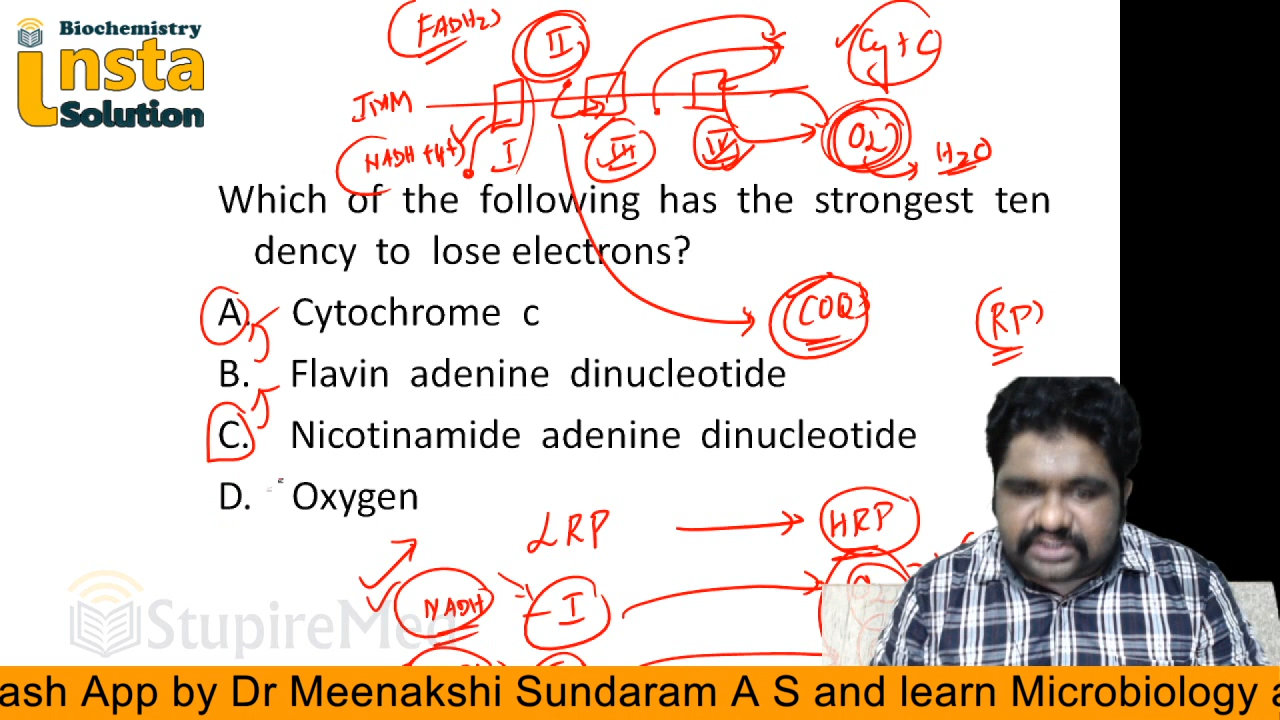 Biochemistry
insta
Solution
FADH2
II
Cyt C
IMM
NADH+H+
I
III
IV
O2
H2O
Which of the following has the strongest ten
dency to lose electrons?
COQ
RP
A. Cytochrome c
B. Flavin adenine dinucleotide
C. Nicotinamide adenine dinucleotide
D. Oxygen
LRP
HRP
NADH
I
StupireMed
ash App by Dr Meenakshi Sundaram A S and learn Microbiology a